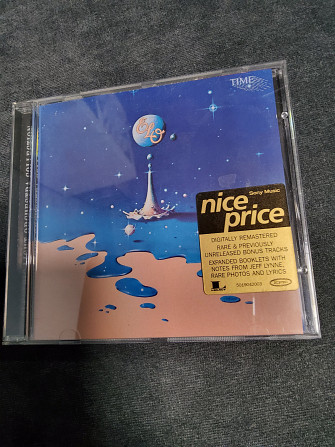 TIME
ELO
Sony Music
nice
price
DIGITALLY REMASTERED
RARE & PREVIOUSLY
UNRELEASED BONUS TRACKS
EXPANDED BOOKLETS WITH
NOTES FROM JEFF LYNNE,
RARE PHOTOS AND LYRICS
COLLECTION